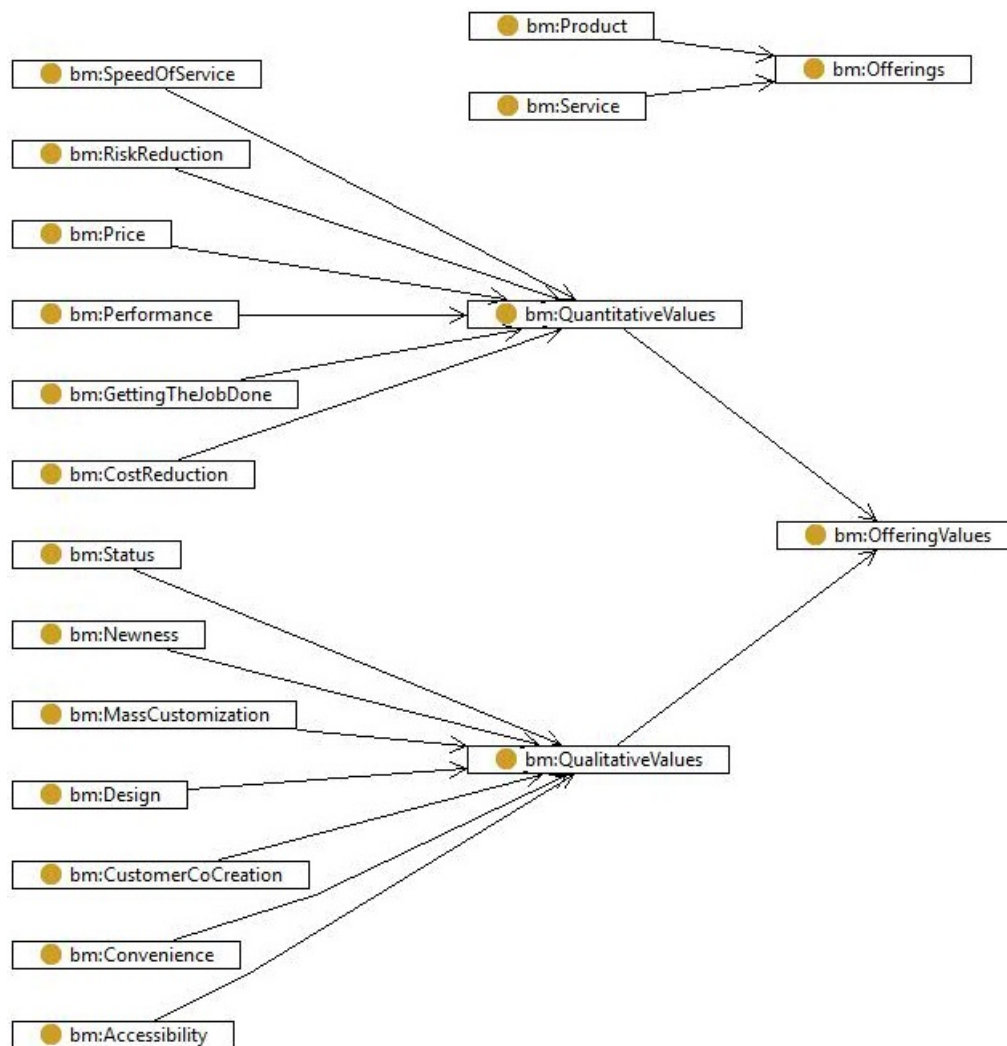 bm:Product
bm:Offerings
bm:Service
bm:SpeedOfService
bm:RiskReduction
bm:Price
bm:Performance
bm:QuantitativeValues
bm:GettingTheJobDone
bm:CostReduction
bm:OfferingValues
bm:Status
bm:Newness
bm:MassCustomization
bm:QualitativeValues
bm:Design
bm:CustomerCoCreation
bm:Convenience
bm:Accessibility